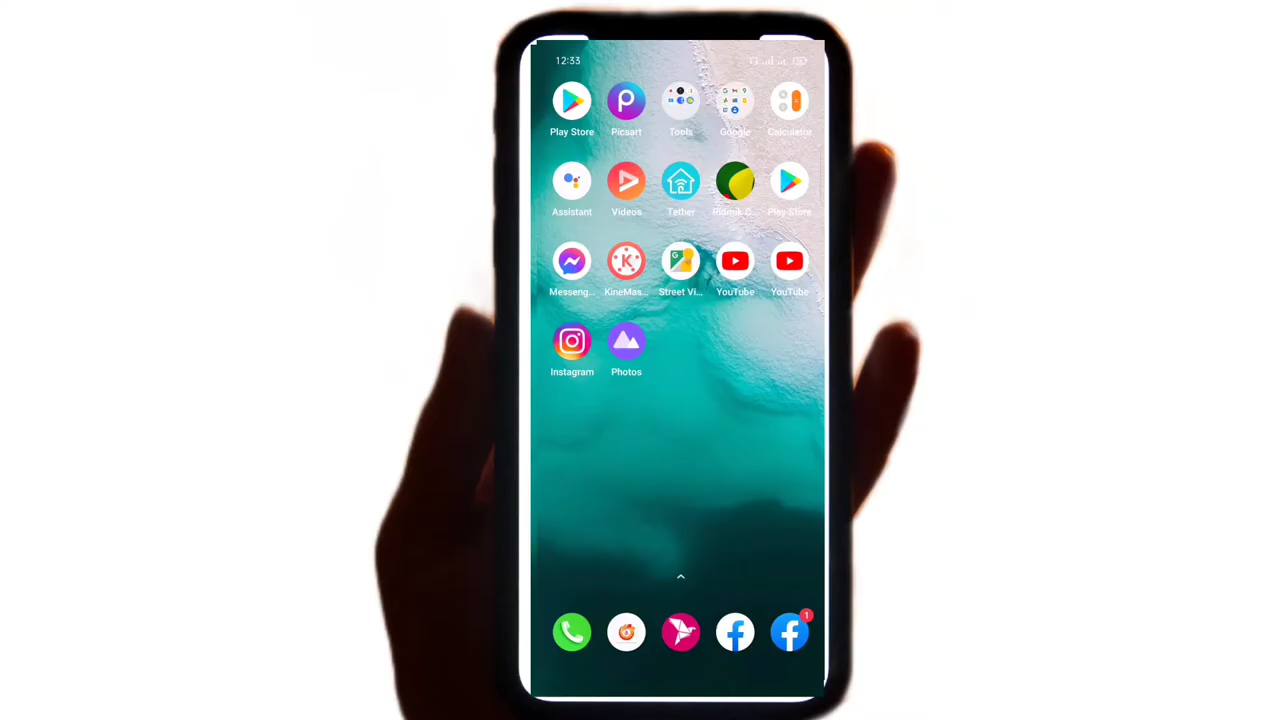 12:33
Play Store Picsart Tools Google Calculator
Assistant Videos Tether Ridmik C... Play Store
Messeng... KineMas... Street Vi... YouTube YouTube
Instagram Photos
1